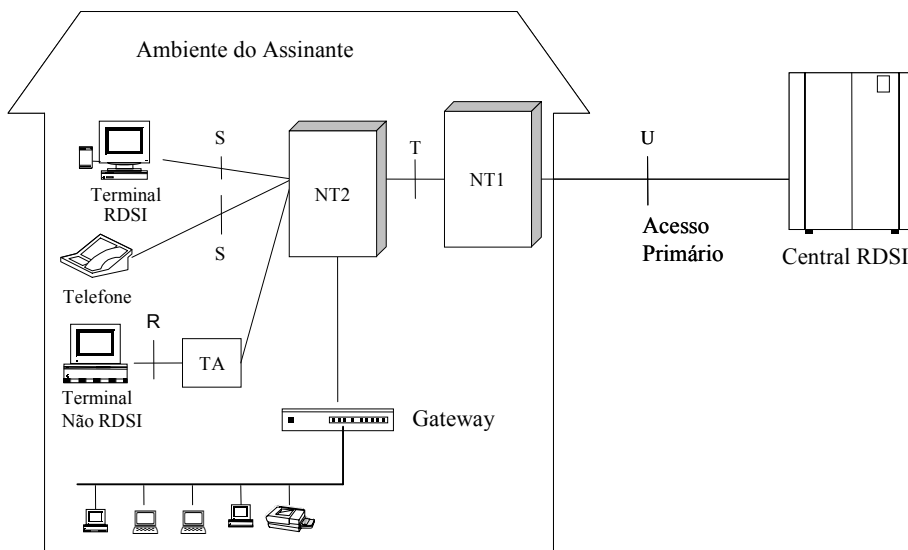 Ambiente do Assinante
S
T
U
NT2
NT1
Terminal
RDSI
S
Acesso
Primário
Central RDSI
Telefone
R
TA
Terminal
Não RDSI
Gateway